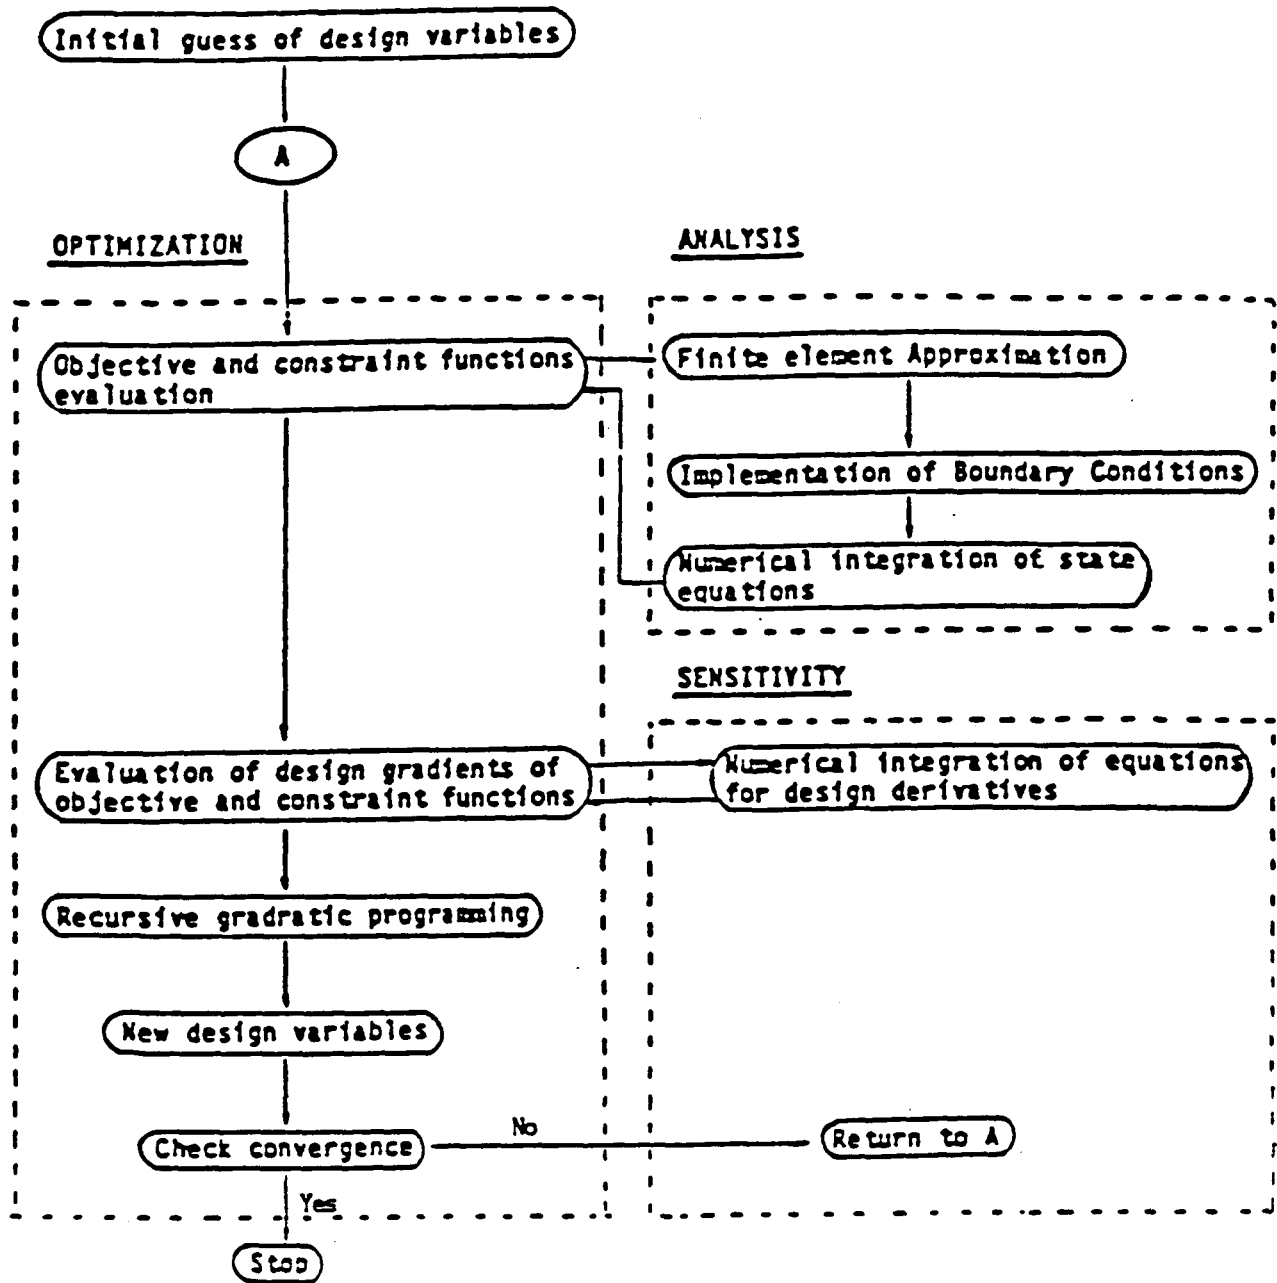 Initial guess of design variables
A
OPTIMIZATION
Objective and constraint functions
evaluation
ANALYSIS
Finite element Approximation
Implementation of Boundary Conditions
Numerical integration of state
equations
SENSITIVITY
Evaluation of design gradients of
objective and constraint functions
Numerical integration of equations
for design derivatives
Recursive gradratic programming
New design variables
Check convergence
No
Return to A
Yes
Stop